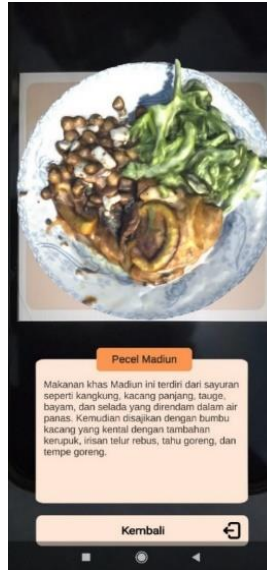 Pecel Madiun
Makanan khas Madiun ini terdiri dari sayuran
seperti kangkung, kacang panjang, tauge,
bayam, dan selada yang direndam dalam air
panas. Kemudian disajikan dengan bumbu
kacang yang kental dengan tambahan
kerupuk, irisan telur rebus, tahu goreng, dan
tempe goreng.
Kembali